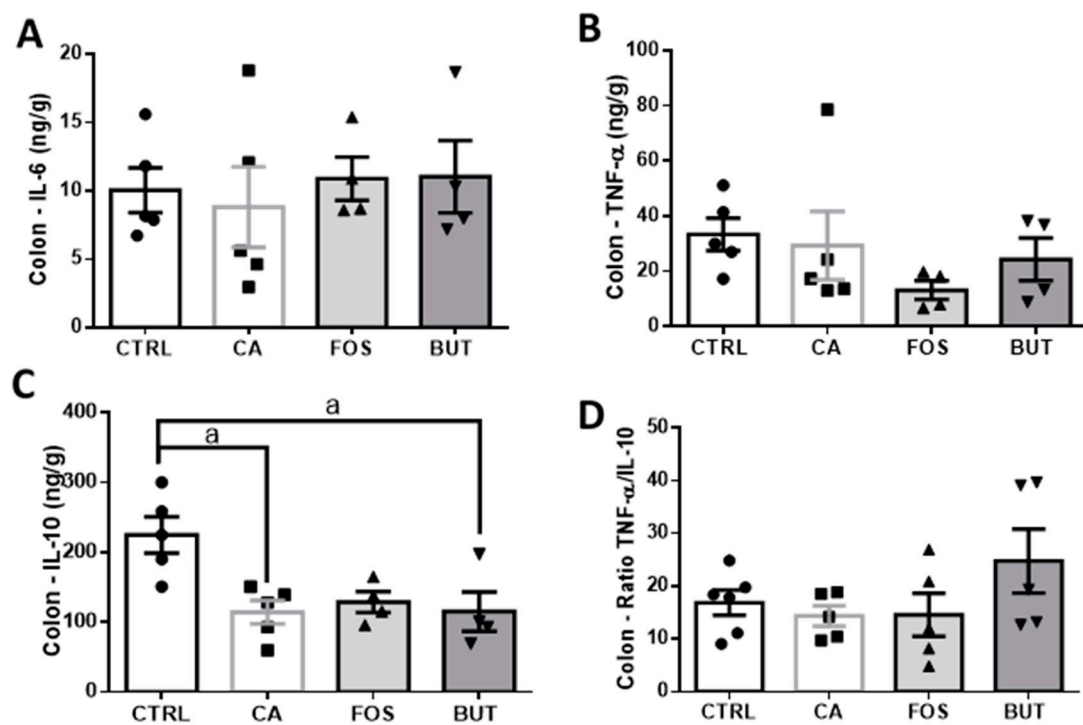 A
Colon - IL-6 (ng/g)
20
15
10
5
0
CTRL CA FOS BUT
B
Colon - TNF-α (ng/g)
100
80
60
40
20
0
CTRL CA FOS BUT
C
Colon - IL-10 (ng/g)
400
300
200
100
0
a
a
CTRL CA FOS BUT
D
Colon - Ratio TNF-α/IL-10
50
40
30
20
10
0
CTRL CA FOS BUT